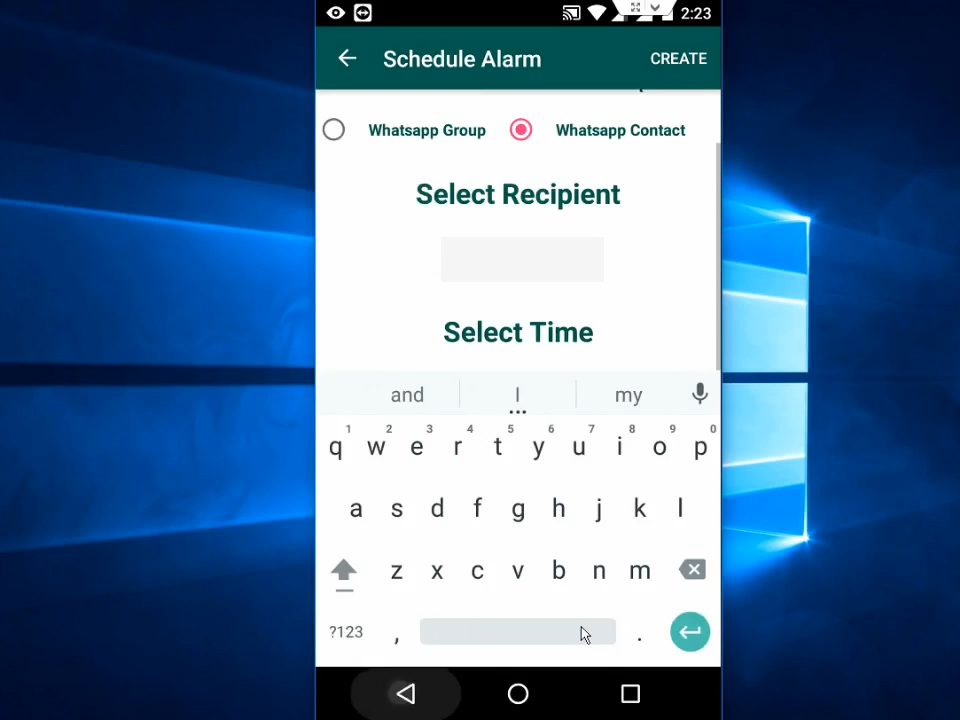 2:23
Schedule Alarm CREATE
Whatsapp Group Whatsapp Contact
Select Recipient
Select Time
and I my
1 2 3 4 5 6 7 8 9 0
q w e r t y u i o p
a s d f g h j k l
z x c v b n m
?123 , .